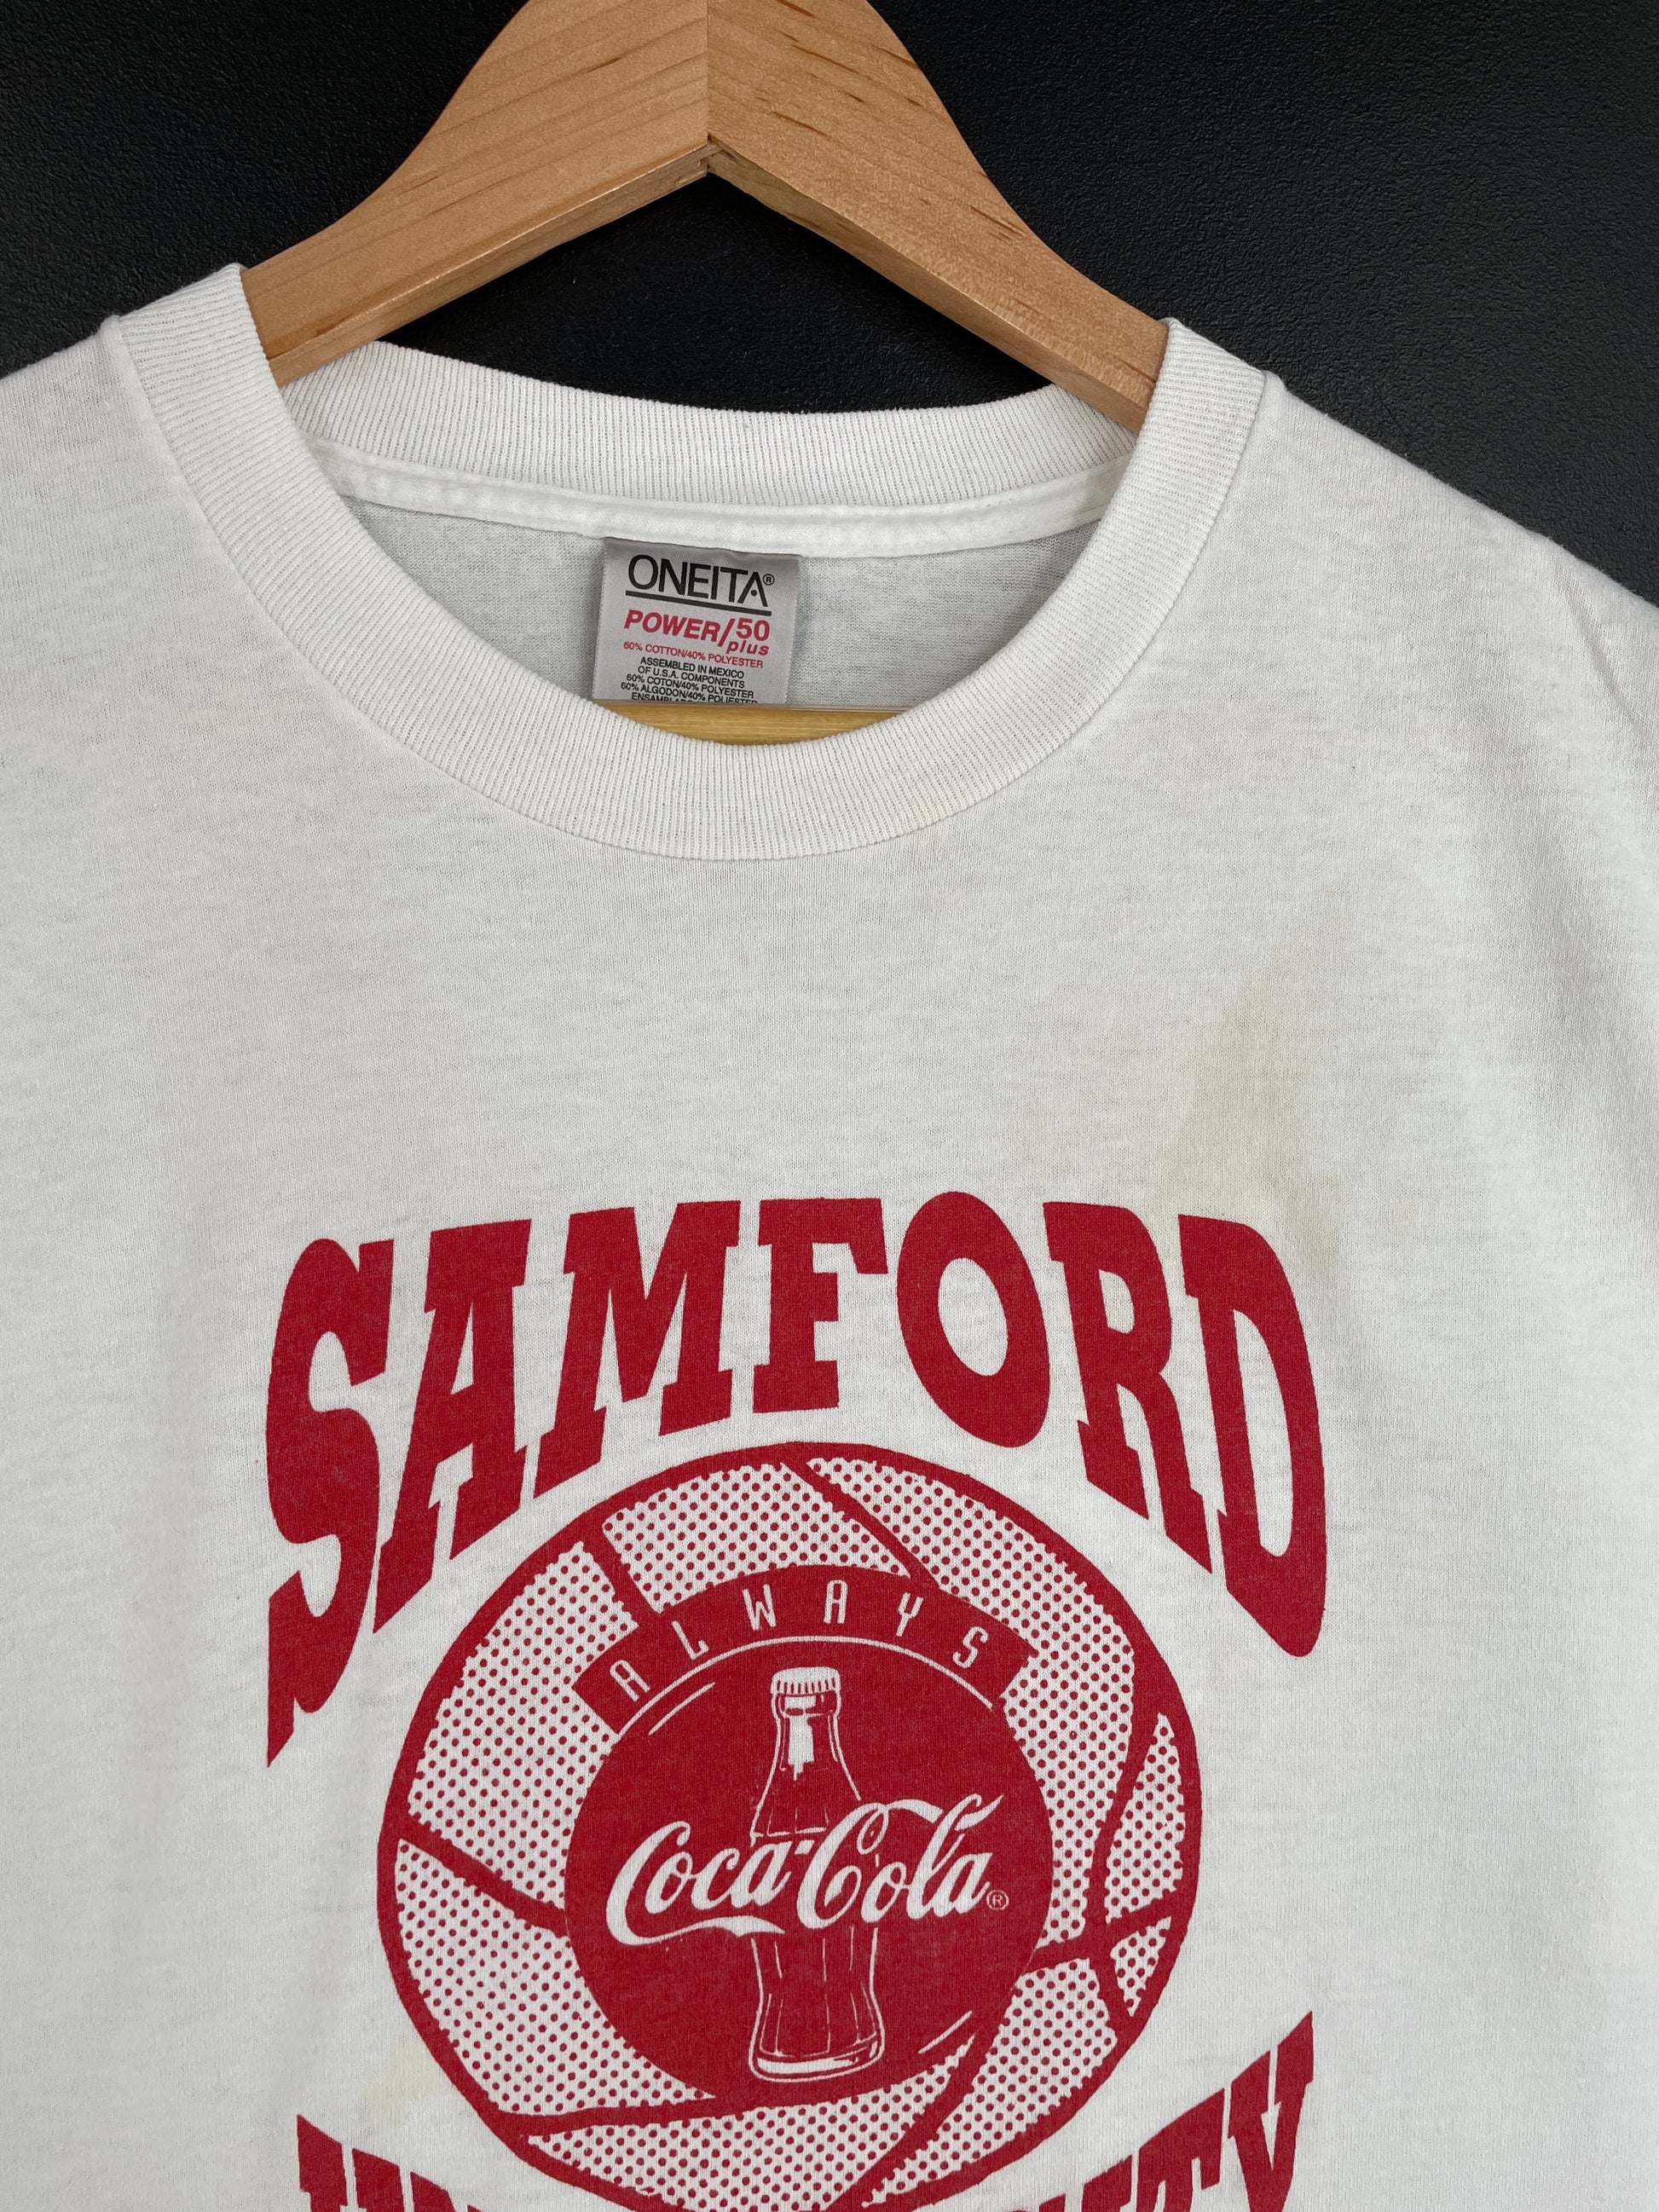 ONEITA®
POWER/50
plus
60% COTTON/40% POLYESTER
ASSEMBLED IN MEXICO
OF U.S.A. COMPONENTS
60% COTON/40% POLYESTER
60% ALGODON/40% POLIESTER
SAMFORD
ALWAYS
Coca-Cola®